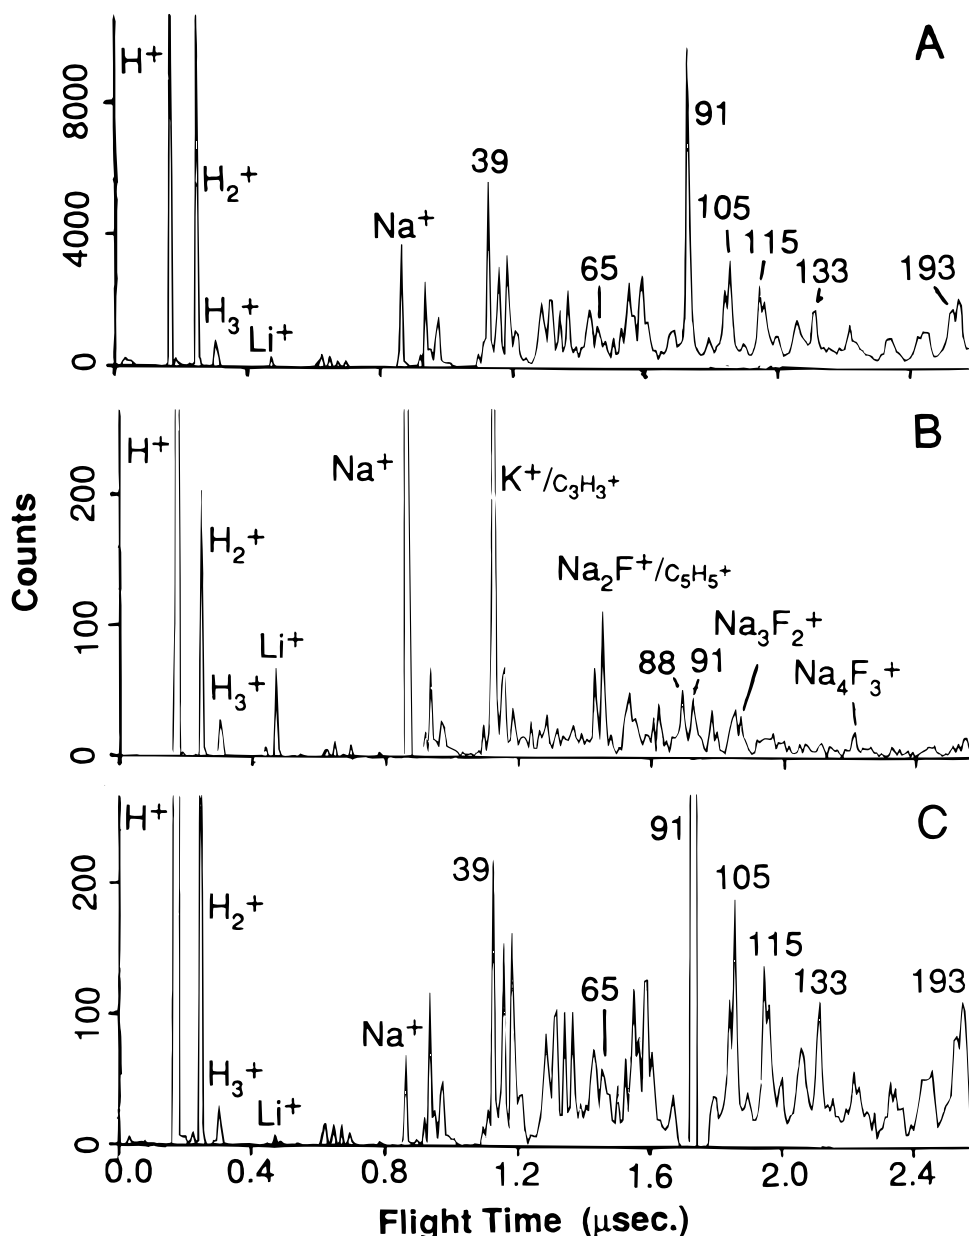 A
H⁺
8000
91
39
H₂⁺
105
Na⁺
4000
115
65
133
193
H₃⁺
Li⁺
0
B
H⁺
Na⁺
K⁺/C₃H₃⁺
200
H₂⁺
Na₂F⁺/C₅H₅⁺
Counts
100
Na₃F₂⁺
Li⁺
88
91
Na₄F₃⁺
H₃⁺
0
C
H⁺
91
39
105
200
H₂⁺
115
65
133
193
100
Na⁺
H₃⁺
Li⁺
0
0.0 0.4 0.8 1.2 1.6 2.0 2.4
Flight Time (μsec.)